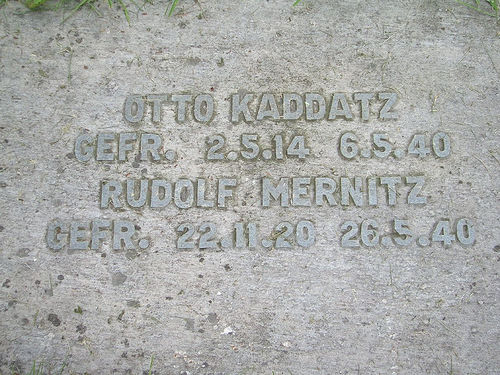 OTTO KADDATZ
GEFR. 2.5.14 6.5.40
RUDOLF MERNITZ
GEFR. 22.11.20 26.5.40